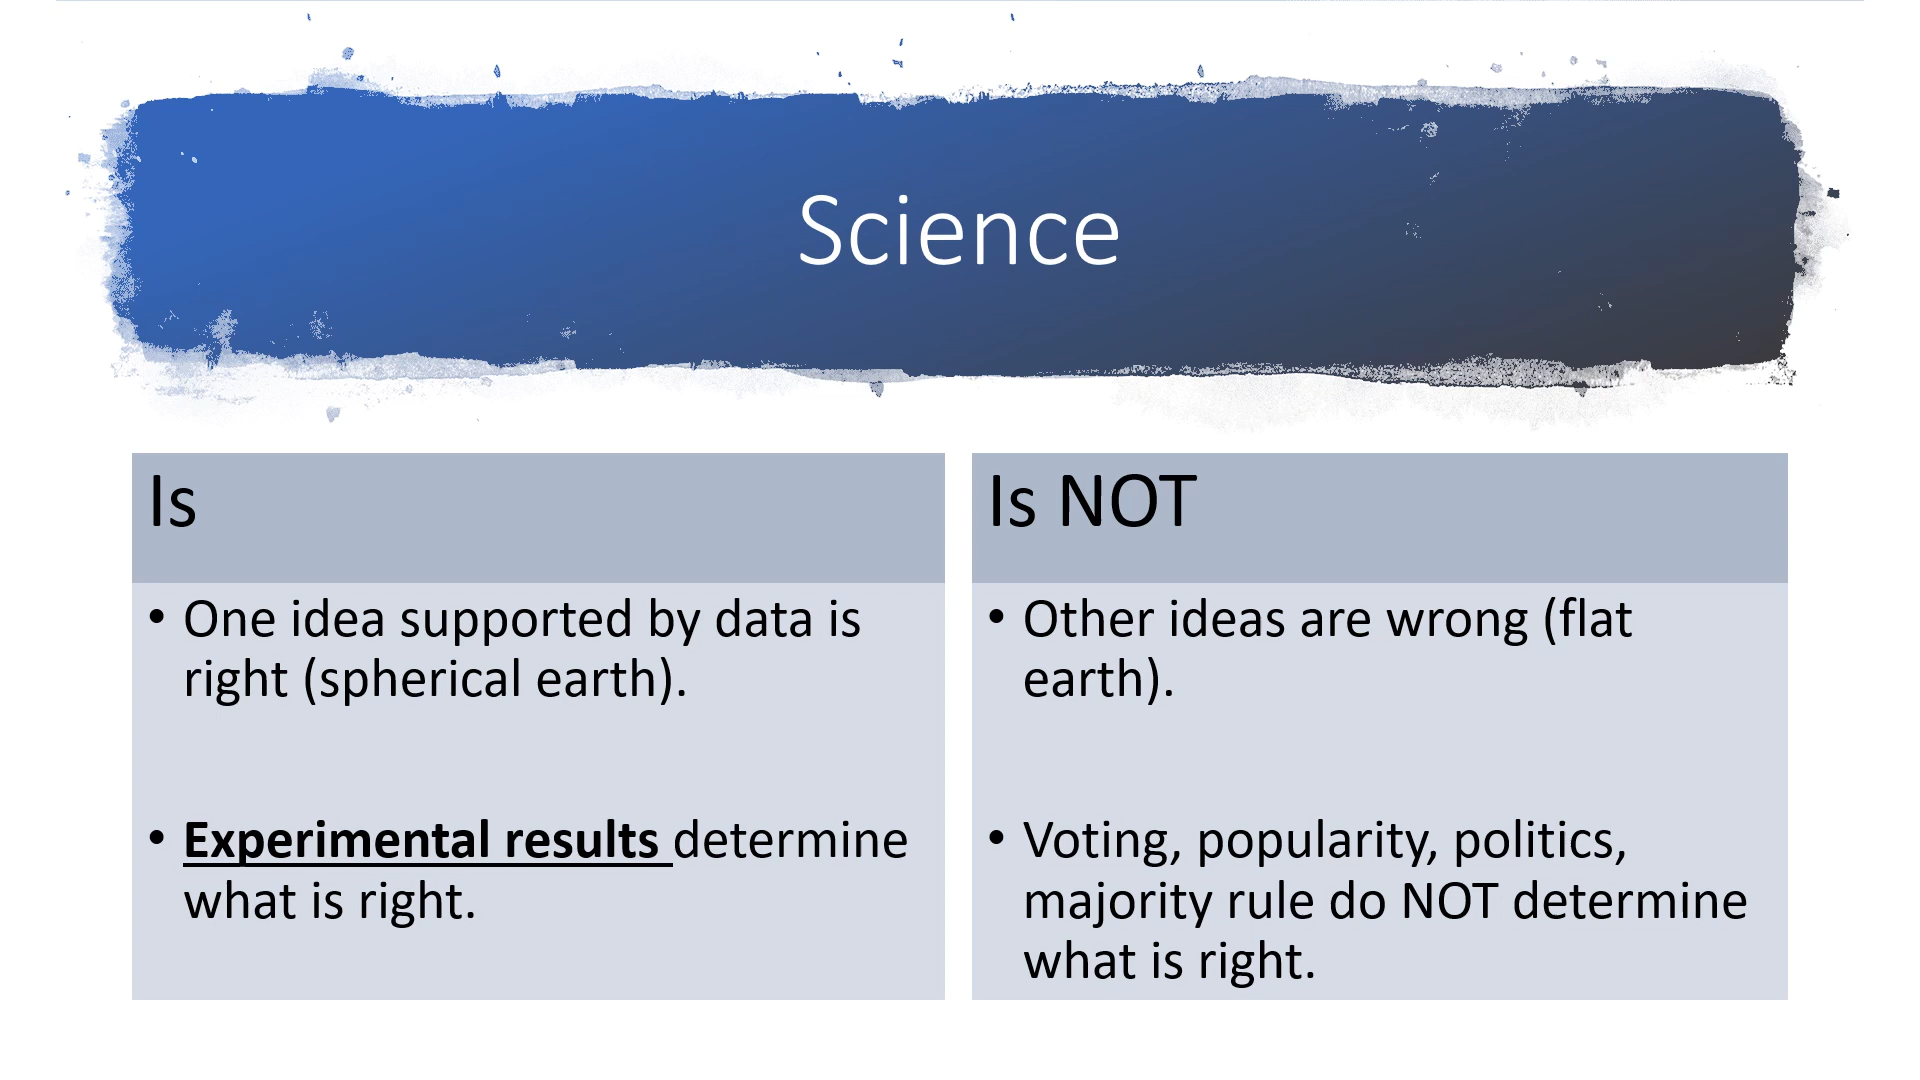 Science
Is
• One idea supported by data is
right (spherical earth).
• Experimental results determine
what is right.
Is NOT
• Other ideas are wrong (flat
earth).
• Voting, popularity, politics,
majority rule do NOT determine
what is right.